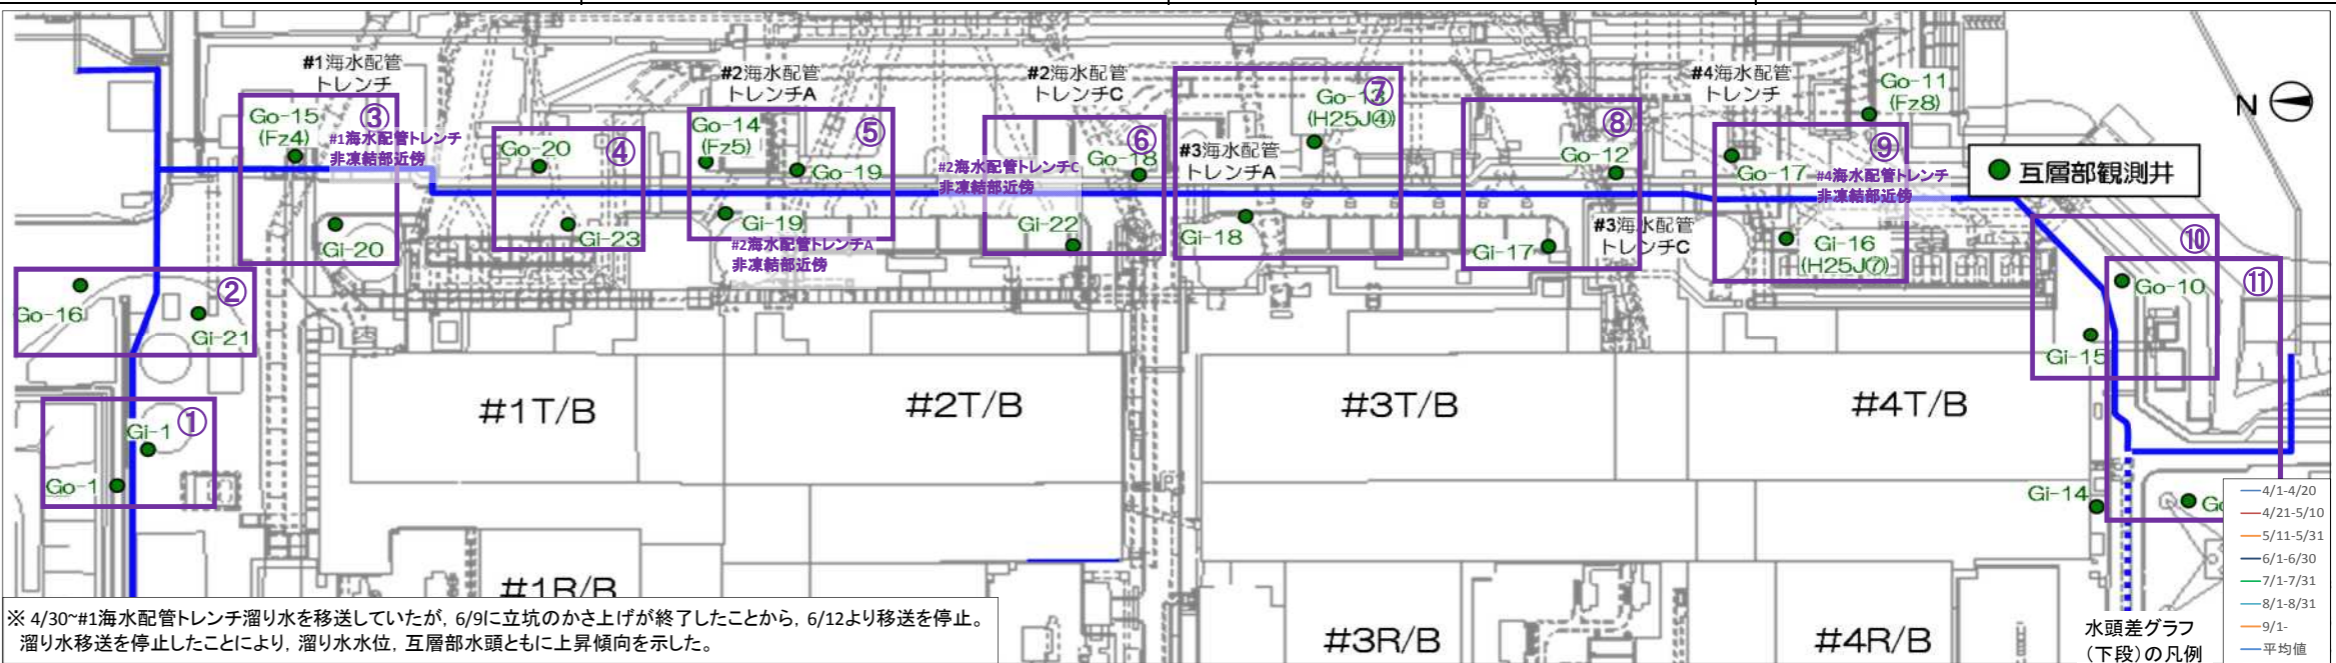 #1海水配管
トレンチ
Go-15
(Fz4)
③
#1海水配管トレンチ
非凍結部近傍
Gi-20
Go-20
④
Gi-23
#2海水配管
トレンチA
Go-14
(Fz5)
⑤
Go-19
Gi-19
#2海水配管トレンチA
非凍結部近傍
#2海水配管
トレンチC
⑥
Go-18
#2海水配管トレンチC
非凍結部近傍
Gi-22
⑦
Go-13
(H25J④)
#3海水配管
トレンチA
Gi-18
⑧
Go-12
Gi-17
#3海水配管
トレンチC
#4海水配管
トレンチ
Go-11
(Fz8)
⑨
Go-17
#4海水配管トレンチ
非凍結部近傍
Gi-16
(H25J⑦)
N
互層部観測井
⑩
Go-10
Gi-15
⑪
Gi-14
Go
②
Go-16
Gi-21
①
Gi-1
Go-1
#1T/B
#2T/B
#3T/B
#4T/B
#1R/B
#3R/B
#4R/B
※ 4/30~#1海水配管トレンチ溜り水を移送していたが, 6/9に立坑のかさ上げが終了したことから, 6/12より移送を停止。
溜り水移送を停止したことにより, 溜り水水位, 互層部水頭ともに上昇傾向を示した。
4/1-4/20
4/21-5/10
5/11-5/31
6/1-6/30
7/1-7/31
8/1-8/31
9/1-
平均値
水頭差グラフ
(下段)の凡例